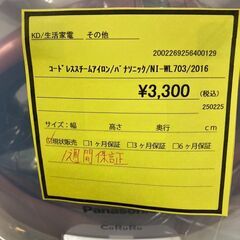 KD/生活家電 その他
2002269256400129
コードレススチームアイロン/パナソニック/NI-WL703/2016
¥3,300 (税込)
250225
サイズ:幅 高さ 奥行 cm
☑現状販売 □1ヶ月保証 □3ヶ月保証 □6ヶ月保証
1週間保証
Panasonic
CaRuRu